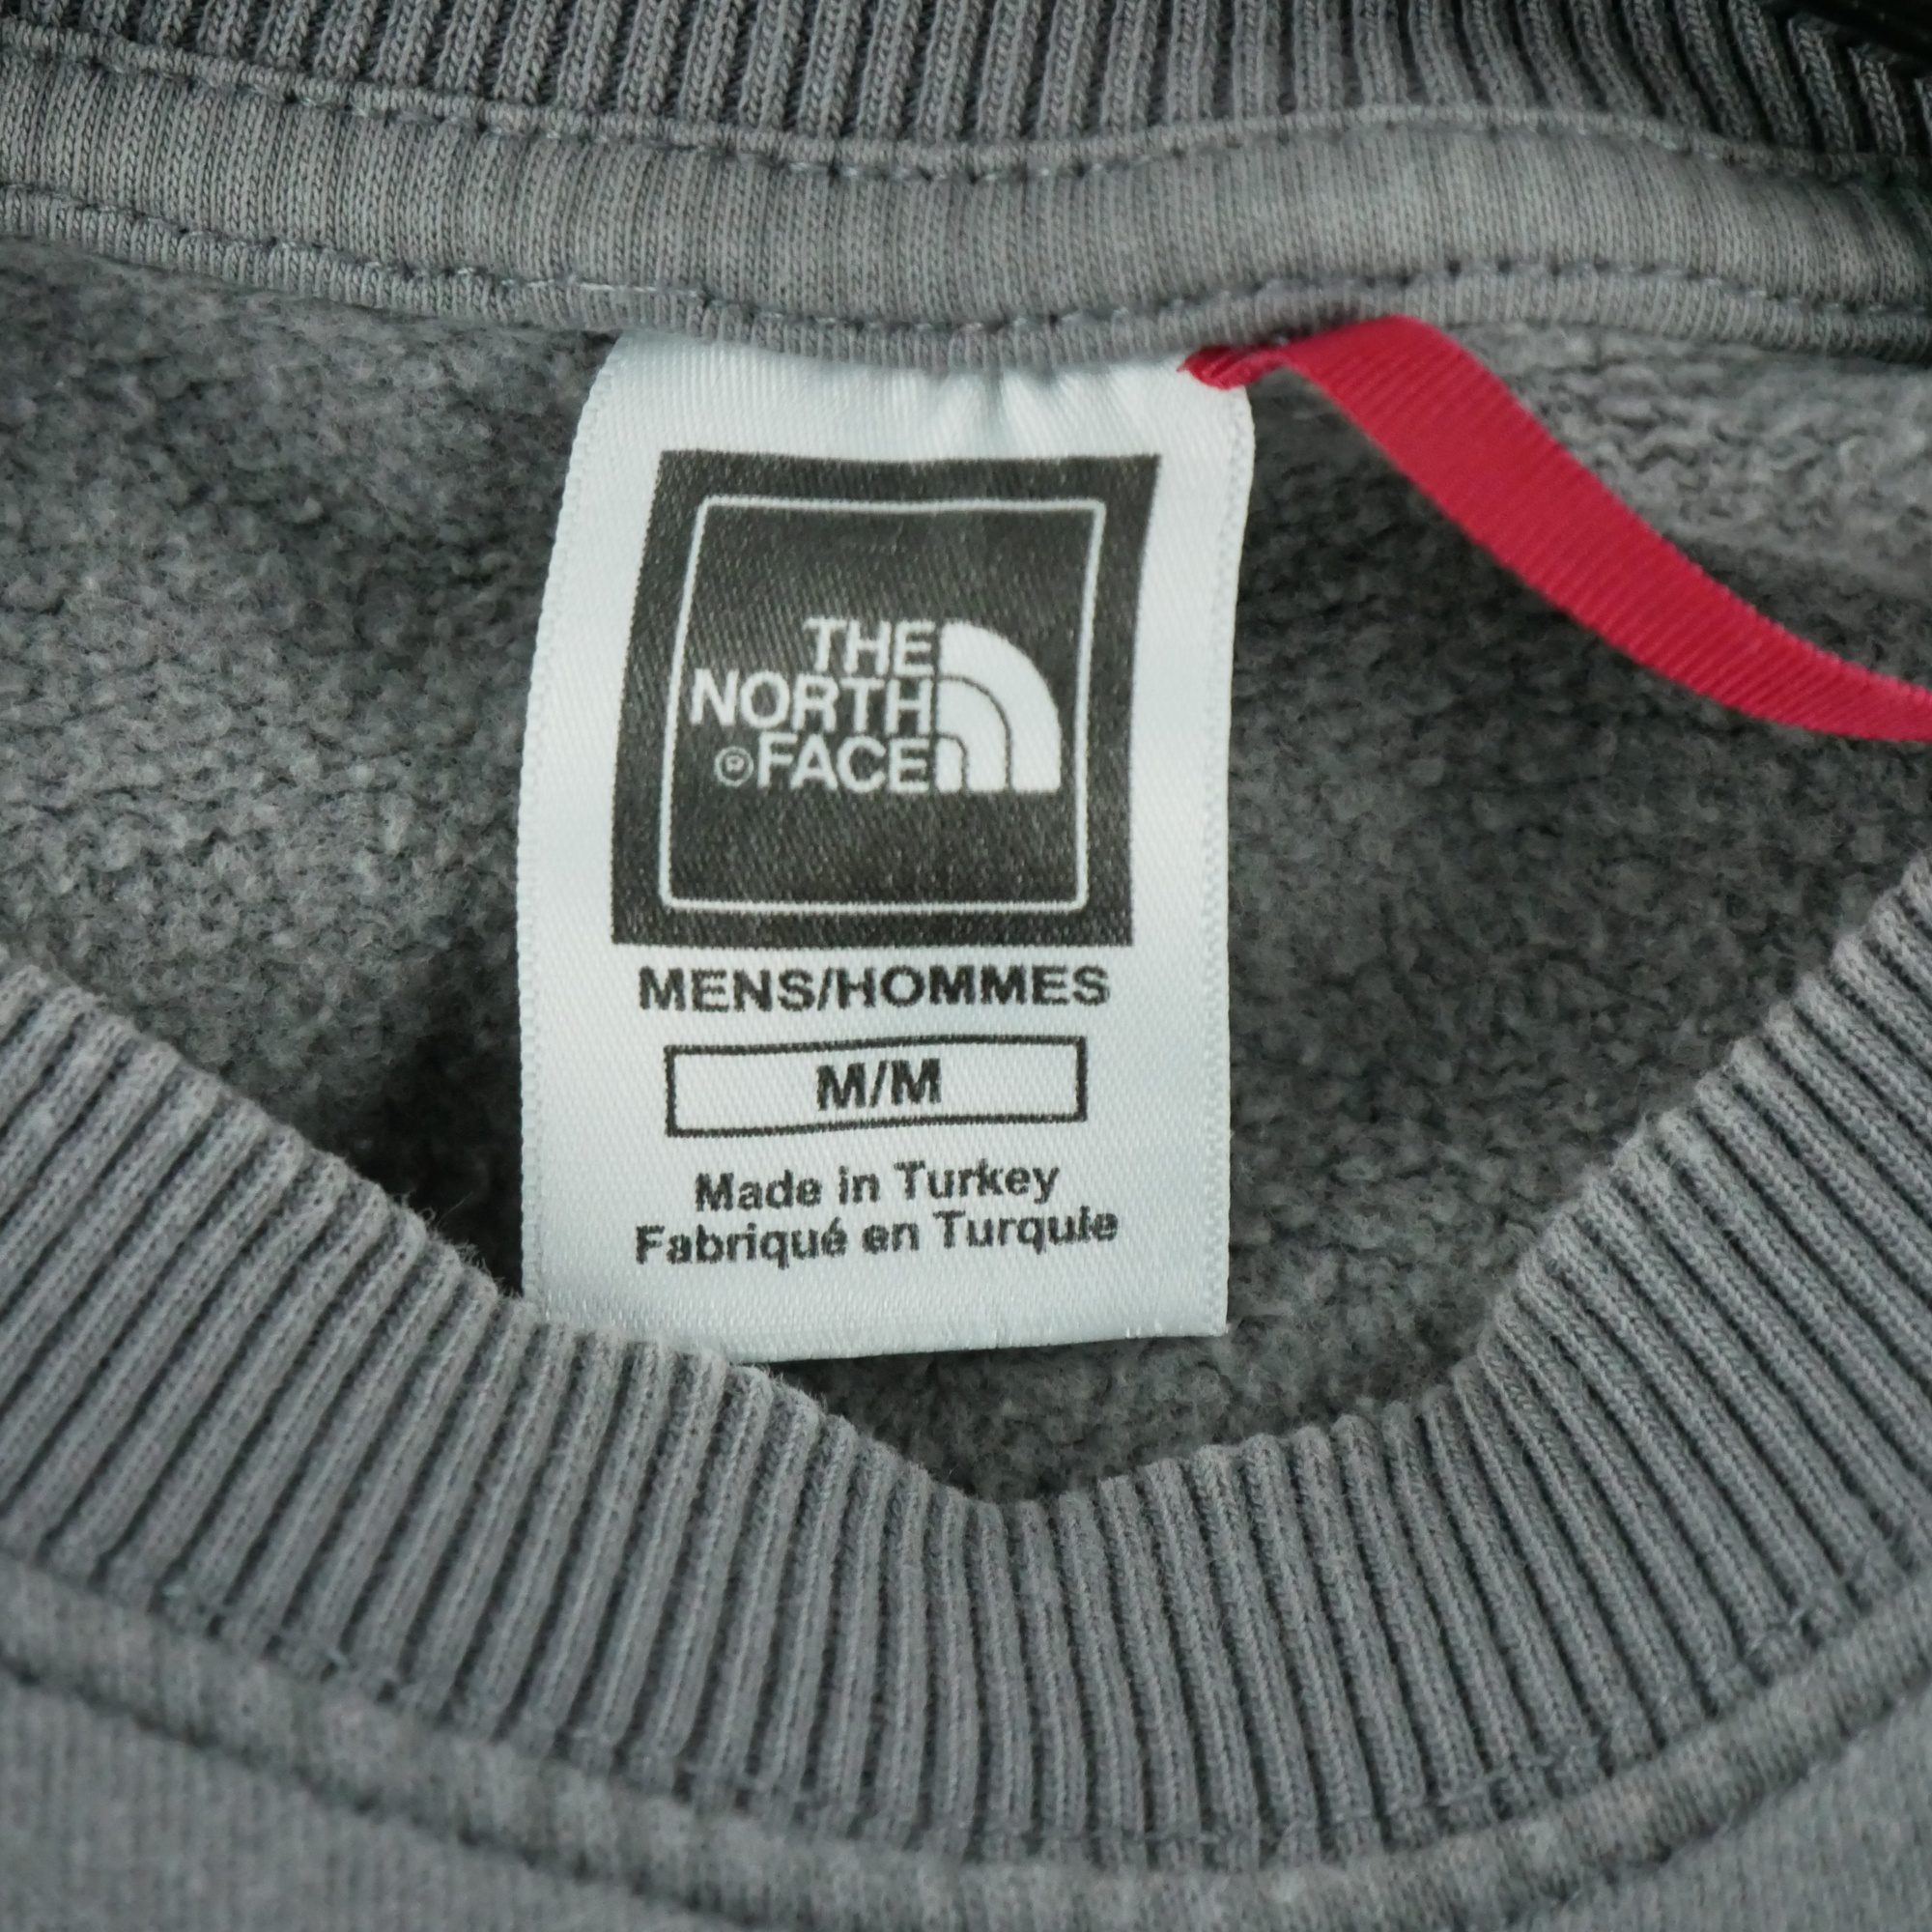 THE
NORTH
®FACE
MENS/HOMMES
M/M
Made in Turkey
Fabriqué en Turquie